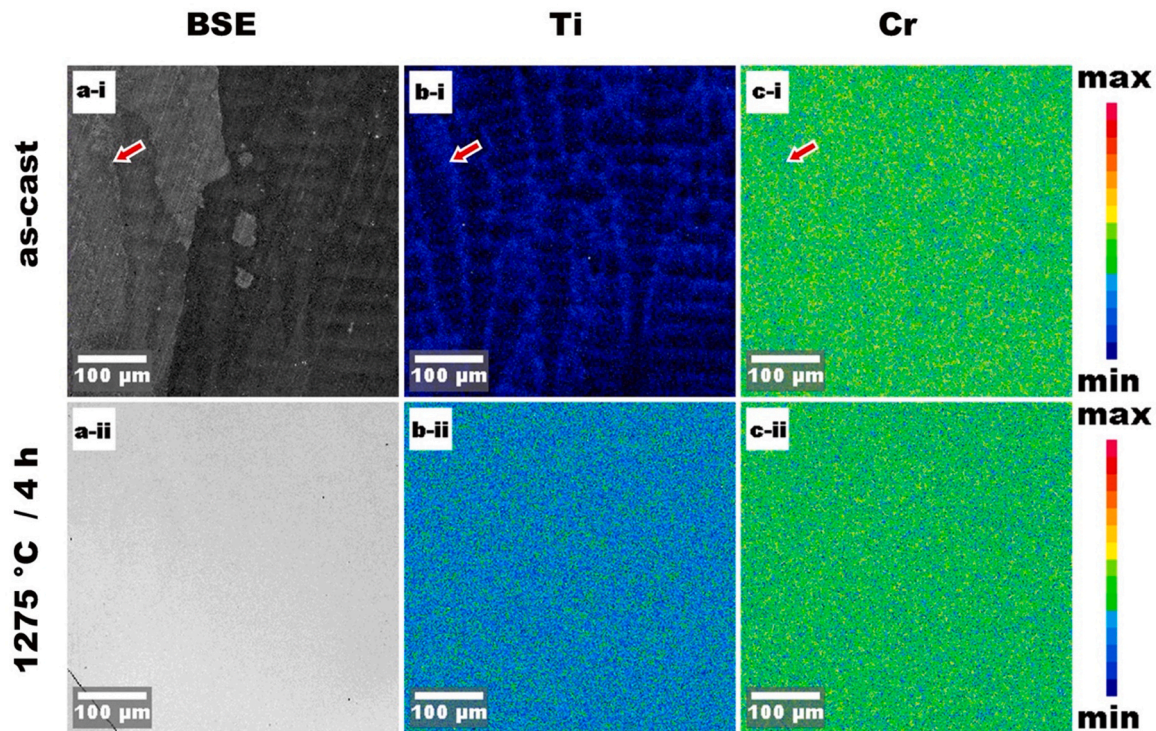 BSE
Ti
Cr
as-cast
a-i
100 µm
b-i
100 µm
c-i
100 µm
max
min
1275 °C / 4 h
a-ii
100 µm
b-ii
100 µm
c-ii
100 µm
max
min